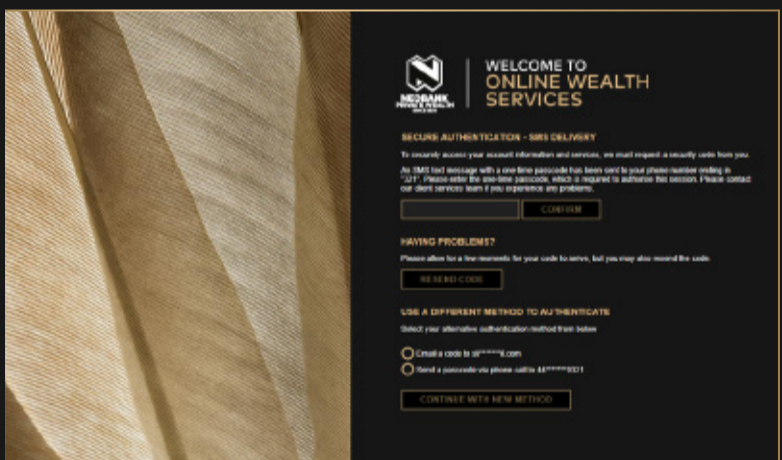 NEDBANK
PRIVATE WEALTH
WELCOME TO
ONLINE WEALTH
SERVICES
SECURE AUTHENTICATION - SMS DELIVERY
To securely access your account information and services, we must request a security code from you.
An SMS text message with a one-time passcode has been sent to your phone number ending in
"321". Please enter the one-time passcode, which is required to authorise this session. Please contact
our client services team if you experience any problems.
CONFIRM
HAVING PROBLEMS?
Please allow for a few moments for your code to arrive, but you may also resend the code.
RESEND CODE
USE A DIFFERENT METHOD TO AUTHENTICATE
Select your alternative authentication method from below
Email a code to
Send a passcode via phone call to
CONTINUE WITH NEW METHOD